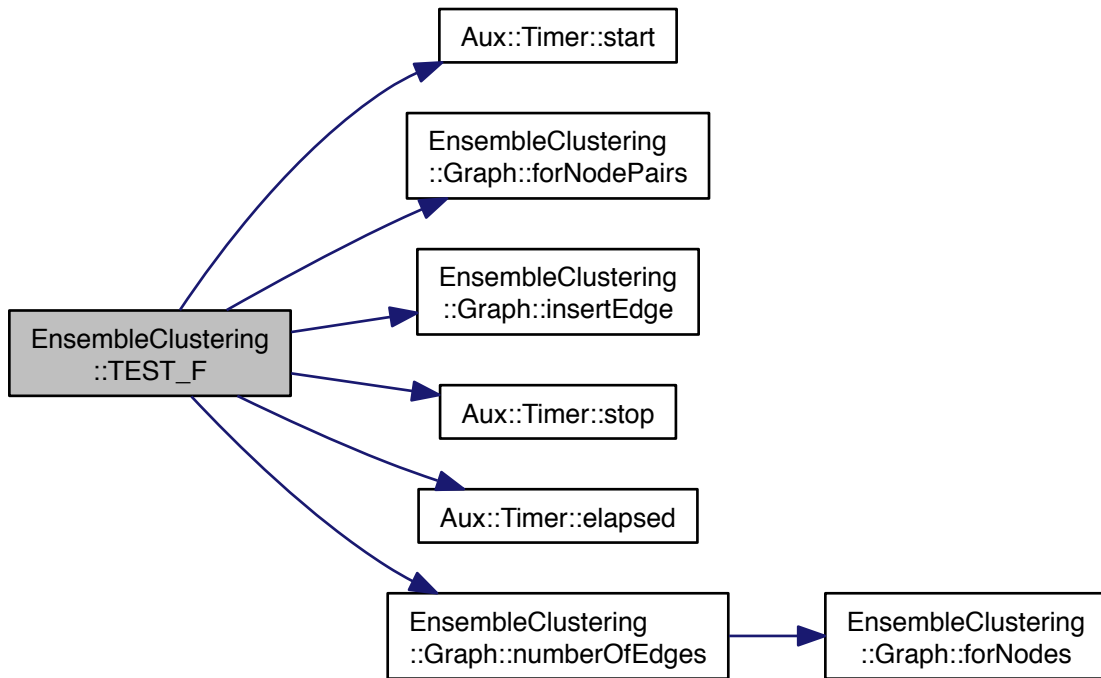 Aux::Timer::start
EnsembleClustering
::Graph::forNodePairs
EnsembleClustering
::Graph::insertEdge
EnsembleClustering
::TEST_F
Aux::Timer::stop
Aux::Timer::elapsed
EnsembleClustering
::Graph::numberOfEdges
EnsembleClustering
::Graph::forNodes